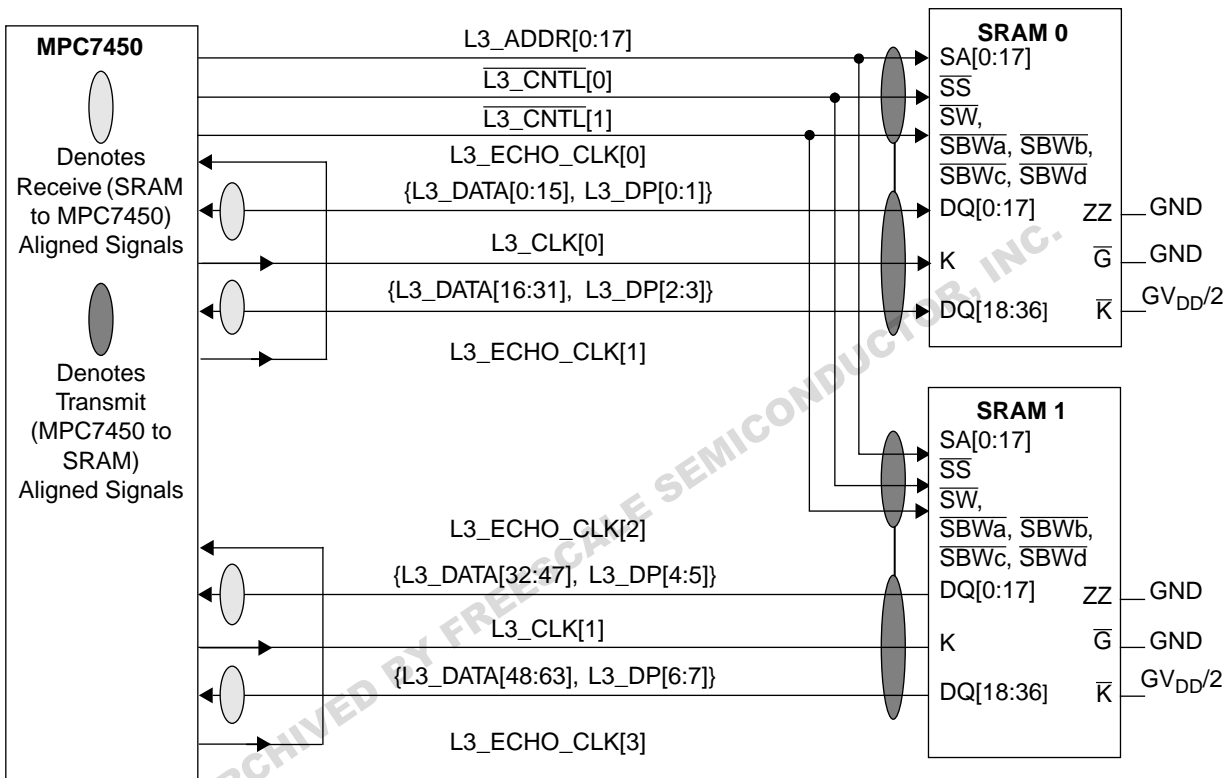 MPC7450
Denotes
Receive (SRAM
to MPC7450)
Aligned Signals
Denotes
Transmit
(MPC7450 to
SRAM)
Aligned Signals
L3_ADDR[0:17]
L3_CNTL[0]
L3_CNTL[1]
L3_ECHO_CLK[0]
{L3_DATA[0:15], L3_DP[0:1]}
L3_CLK[0]
{L3_DATA[16:31], L3_DP[2:3]}
L3_ECHO_CLK[1]
L3_ECHO_CLK[2]
{L3_DATA[32:47], L3_DP[4:5]}
L3_CLK[1]
{L3_DATA[48:63], L3_DP[6:7]}
L3_ECHO_CLK[3]
SRAM 0
SA[0:17]
SS
SW,
SBWa, SBWb,
SBWc, SBWd
DQ[0:17] ZZ GND
K G GND
DQ[18:36] K GVDD/2
SRAM 1
SA[0:17]
SS
SW,
SBWa, SBWb,
SBWc, SBWd
DQ[0:17] ZZ GND
K G GND
DQ[18:36] K GVDD/2
ARCHIVED BY FREESCALE SEMICONDUCTOR, INC.